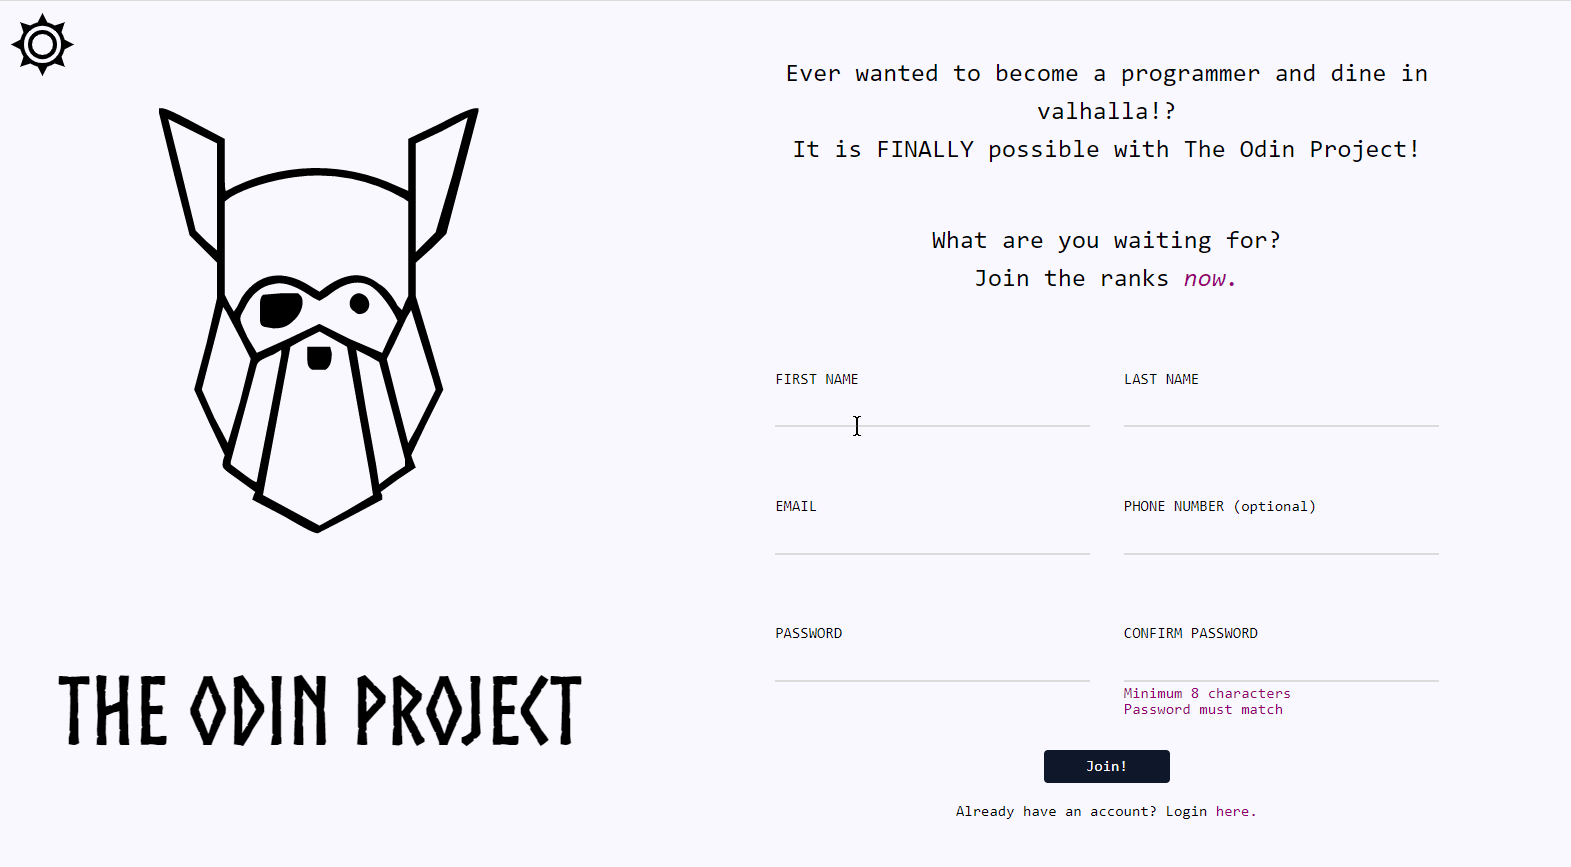 Ever wanted to become a programmer and dine in
valhalla!?
It is FINALLY possible with The Odin Project!
What are you waiting for?
Join the ranks now.
FIRST NAME
LAST NAME
EMAIL
PHONE NUMBER (optional)
PASSWORD
CONFIRM PASSWORD
Minimum 8 characters
Password must match
Join!
Already have an account? Login here.
THE ODIN PROJECT